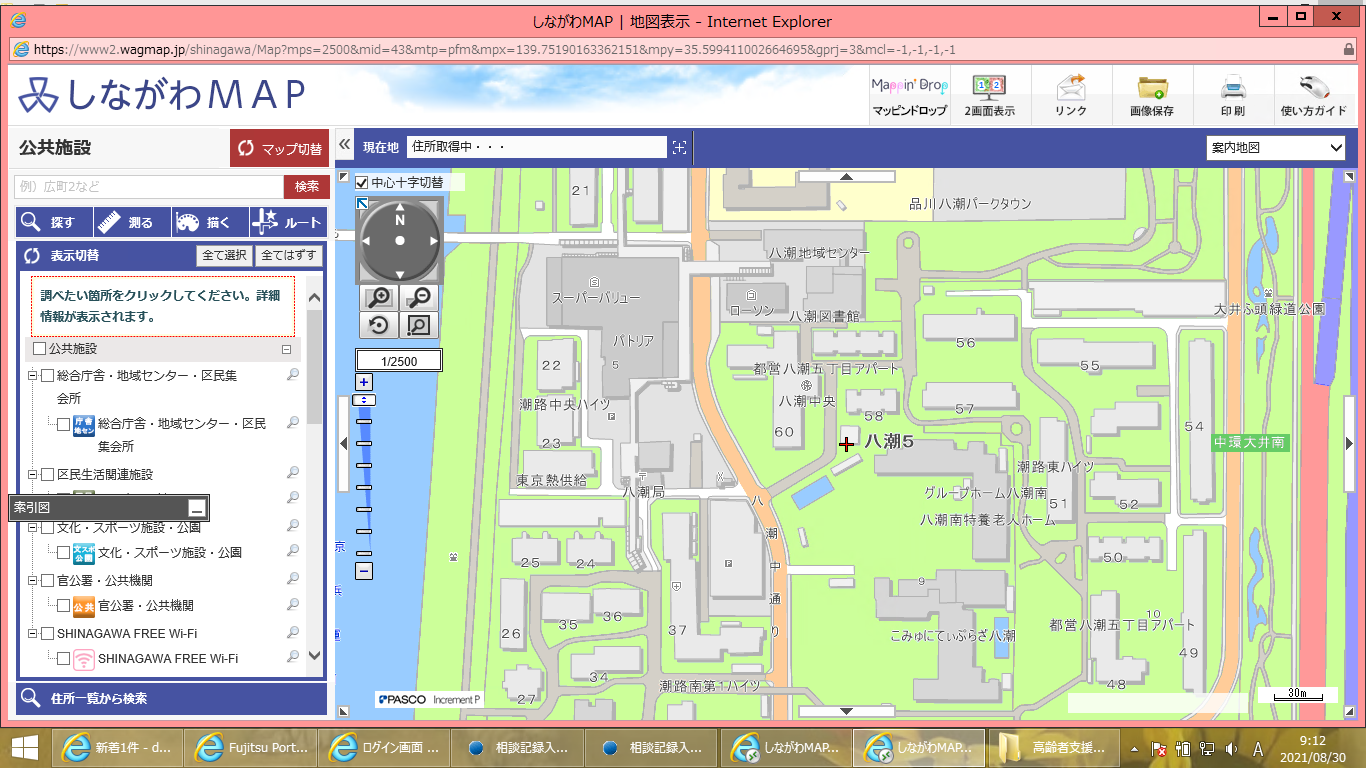 しながわMAP | 地図表示 - Internet Explorer
https://www2.wagmap.jp/shinagawa/Map?mps=2500&mid=43&mtp=pfm&mpx=139.75190163362151&mpy=35.5994110026646​95&gprj=3&mcl=-1,-1,-1,-1
しながわMAP
Mappin' Drop
マッピンドロップ
2画面表示
リンク
画像保存
印刷
使い方ガイド
公共施設
マップ切替
現在地
住所取得中・・・
案内地図
例）広町2など
検索
中心十字切替
探す
測る
描く
ルート
表示切替
全て選択
全てはずす
調べたい箇所をクリックしてください。詳細
情報が表示されます。
公共施設
総合庁舎・地域センター・区民集
会所
庁舎
地セン
総合庁舎・地域センター・区民
集会所
区民生活関連施設
索引図
文化・スポーツ施設・公園
文スポ
公園
文化・スポーツ施設・公園
官公署・公共機関
公共
官公署・公共機関
SHINAGAWA FREE Wi-Fi
SHINAGAWA FREE Wi-Fi
住所一覧から検索
N
1/2500
21
品川八潮パークタウン
八潮地域センター
スーパーバリュー
ローソン
八潮図書館
大井ふ頭緑道公園
パトリア
5
56
55
22
都営八潮五丁目アパート
八潮中央
潮路中央ハイツ
P
58
57
23
60
八潮5
54
中環大井南
東京熱供給
八潮局
潮路東ハイツ
グループホーム八潮南
51
52
八潮南特養老人ホーム
八潮中通り
京
浜
運
25
24
P
50
9
35
36
26
37
10
都営八潮五丁目アパート
こみゅにてぃぷらざ八潮
49
34
27
潮路南第1ハイツ
48
PASCO Increment P
30m
新着1件 - d...
Fujitsu Port...
ログイン画面 ...
相談記録入...
相談記録入...
しながわMAP...
しながわMAP...
高齢者支援...
A
9:12
2021/08/30